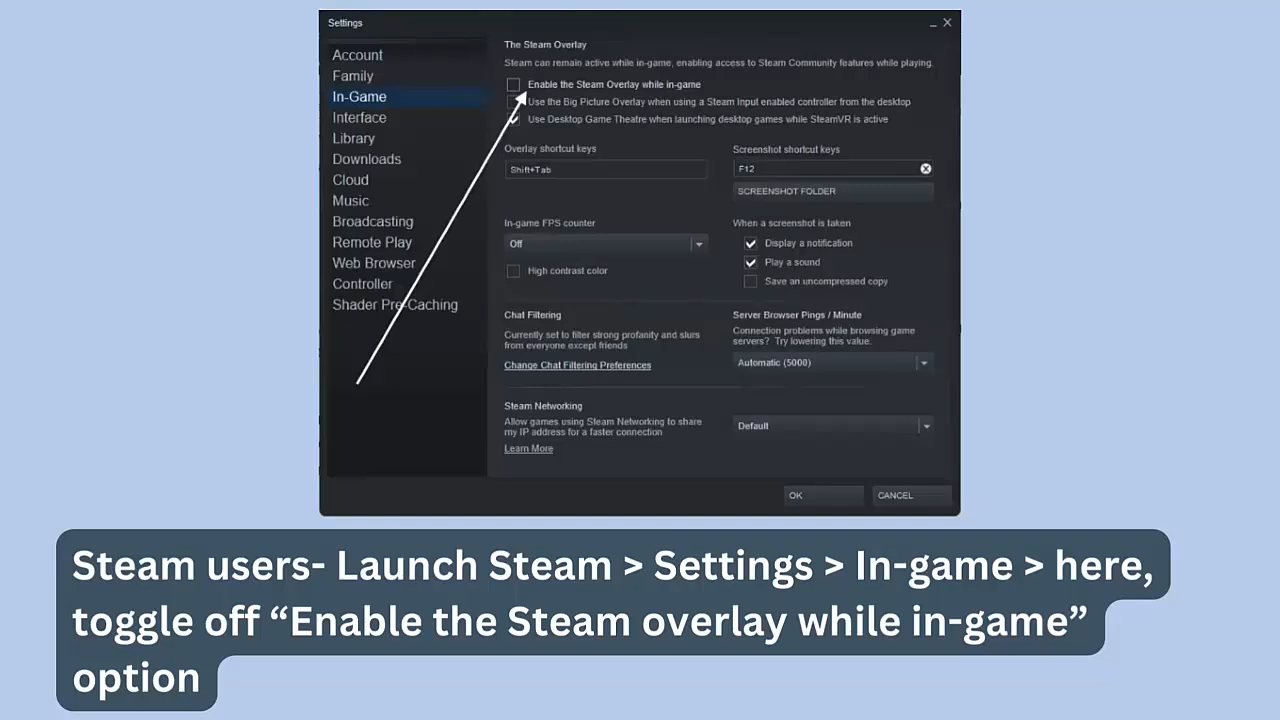 Settings
Account
Family
In-Game
Interface
Library
Downloads
Cloud
Music
Broadcasting
Remote Play
Web Browser
Controller
Shader Pre-Caching
The Steam Overlay
Steam can remain active while in-game, enabling access to Steam Community features while playing.
Enable the Steam Overlay while in-game
Use the Big Picture Overlay when using a Steam Input enabled controller from the desktop
Use Desktop Game Theatre when launching desktop games while SteamVR is active
Overlay shortcut keys
Shift+Tab
Screenshot shortcut keys
F12
SCREENSHOT FOLDER
In-game FPS counter
Off
High contrast color
When a screenshot is taken
Display a notification
Play a sound
Save an uncompressed copy
Chat Filtering
Currently set to filter strong profanity and slurs
from everyone except friends
Change Chat Filtering Preferences
Server Browser Pings / Minute
Connection problems while browsing game
servers? Try lowering this value.
Automatic (5000)
Steam Networking
Allow games using Steam Networking to share
my IP address for a faster connection
Learn More
Default
OK
CANCEL
Steam users- Launch Steam > Settings > In-game > here,
toggle off “Enable the Steam overlay while in-game”
option